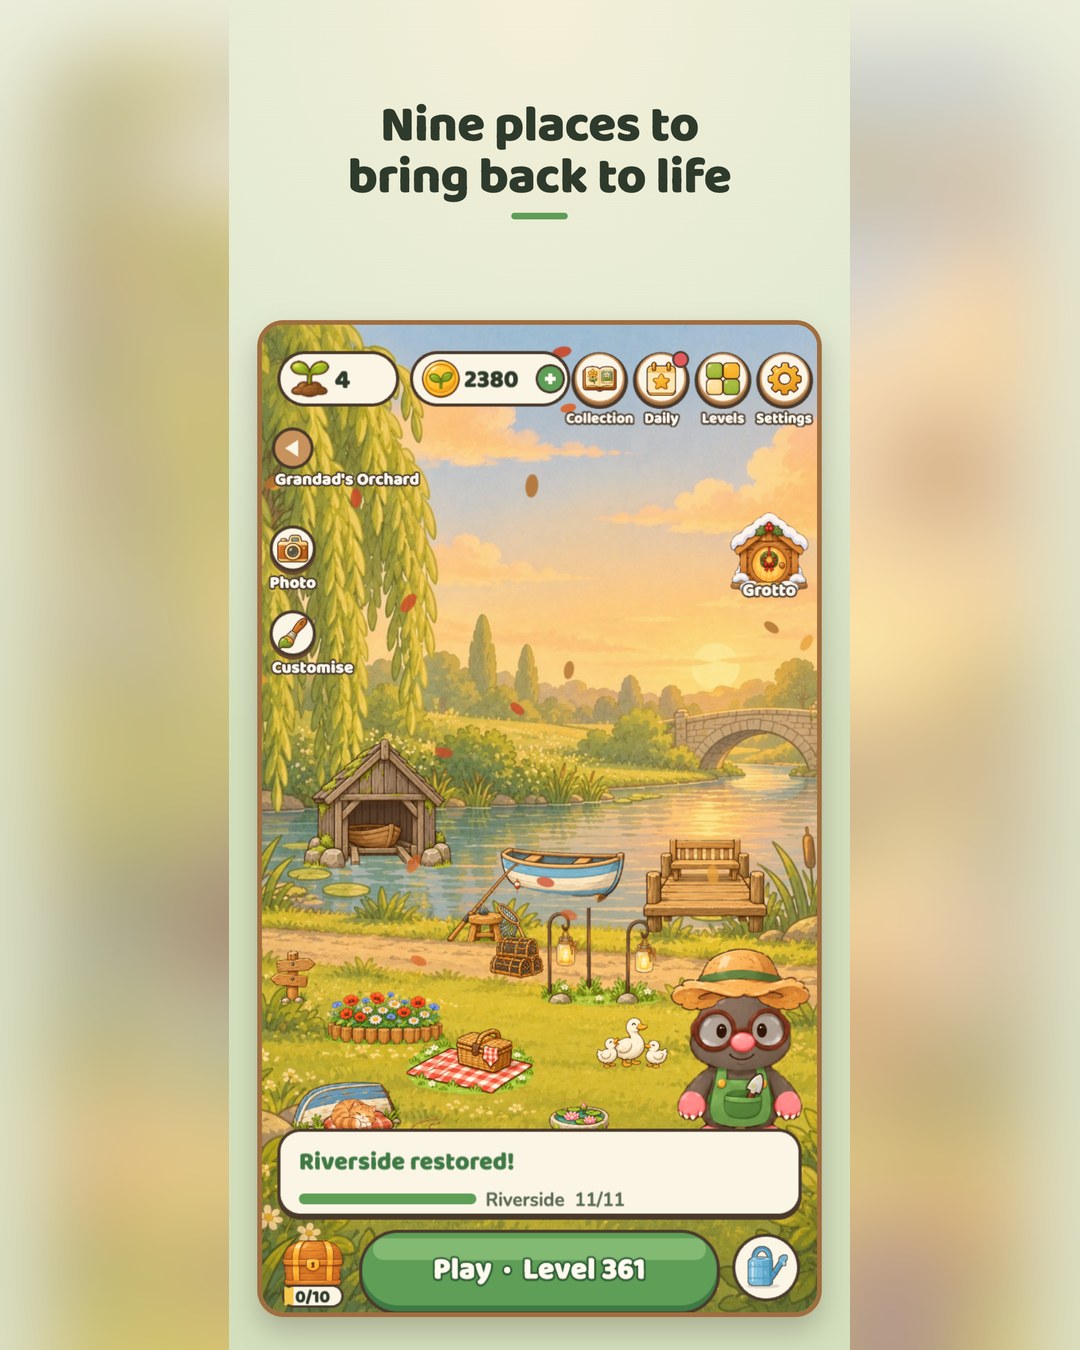 Nine places to
bring back to life
4
2380
Collection
Daily
Levels
Settings
Grandad's Orchard
Photo
Grotto
Customise
Riverside restored!
Riverside 11/11
0/10
Play • Level 361